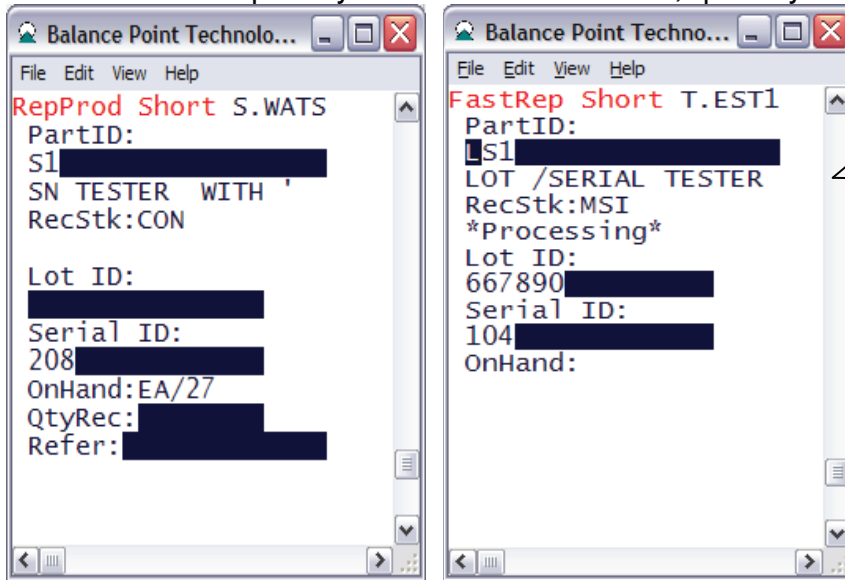 Balance Point Technolo...
File Edit View Help
RepProd Short S.WATS
PartID:
S1
SN TESTER WITH '
RecStk:CON
Lot ID:
Serial ID:
208
OnHand:EA/27
QtyRec:
Refer:
Balance Point Techno...
File Edit View Help
FastRep Short T.EST1
PartID:
LS1
LOT /SERIAL TESTER
RecStk:MSI
*Processing*
Lot ID:
667890
Serial ID:
104
OnHand: